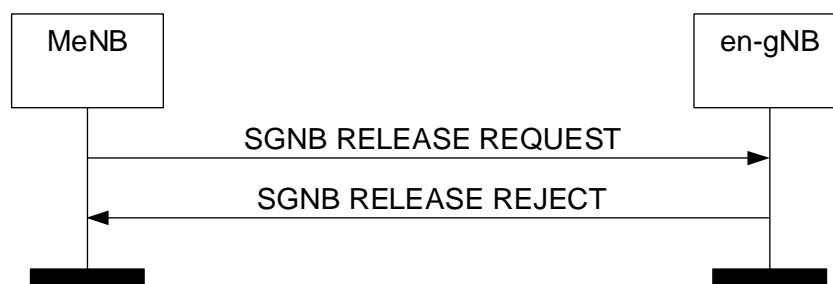 MeNB
en-gNB
SGNB RELEASE REQUEST
SGNB RELEASE REJECT